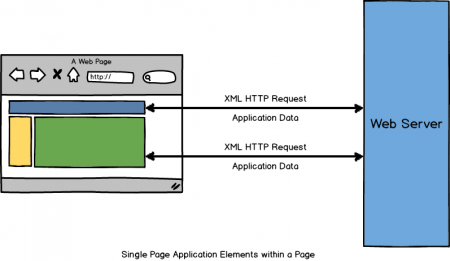 A Web Page
http://
XML HTTP Request
Application Data
Web Server
XML HTTP Request
Application Data
Single Page Application Elements within a Page